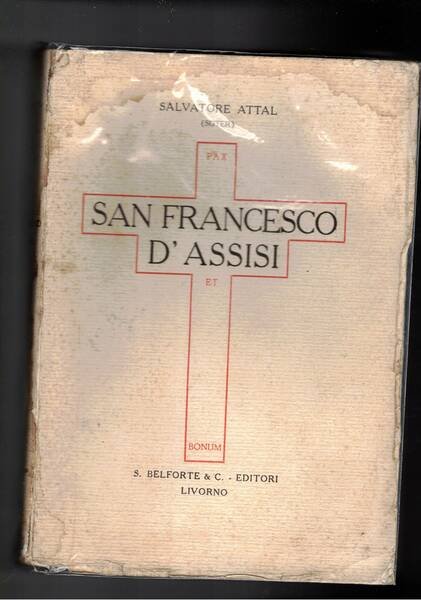 SALVATORE ATTAL
(SOTER)
PAX
SAN FRANCESCO
D'ASSISI
ET
BONUM
S. BELFORTE & C. - EDITORI
LIVORNO